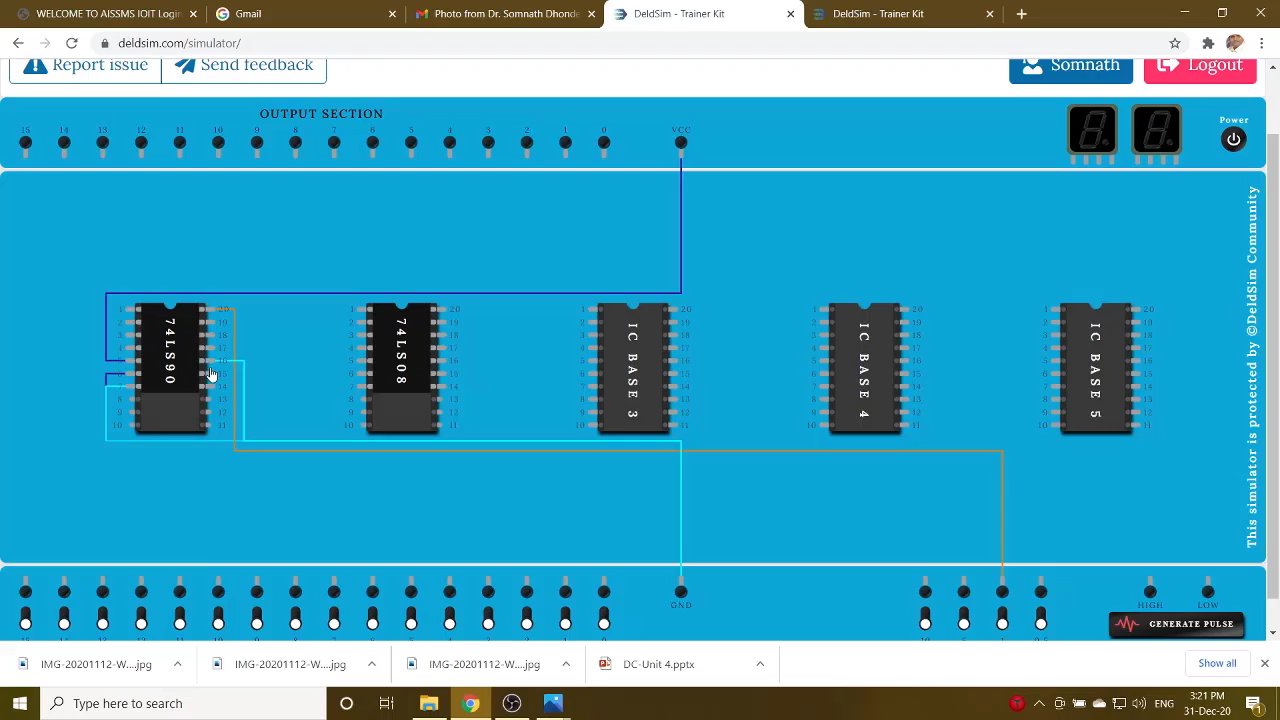 WELCOME TO AISSMS IOIT Login
Gmail
Photo from Dr. Somnath Dhonde
DeldSim - Trainer Kit
DeldSim - Trainer Kit
deldsim.com/simulator/
Report issue
Send feedback
Somnath
Logout
OUTPUT SECTION
15 14 13 12 11 10 9 8 7 6 5 4 3 2 1 0 VCC
Power
74LS90
74LS08
IC BASE 3
IC BASE 4
IC BASE 5
This simulator is protected by ©DeldSim Community
GND
HIGH
LOW
GENERATE PULSE
IMG-20201112-W....jpg
IMG-20201112-W....jpg
IMG-20201112-W....jpg
DC-Unit 4.pptx
Show all
Type here to search
ENG
3:21 PM
31-Dec-20